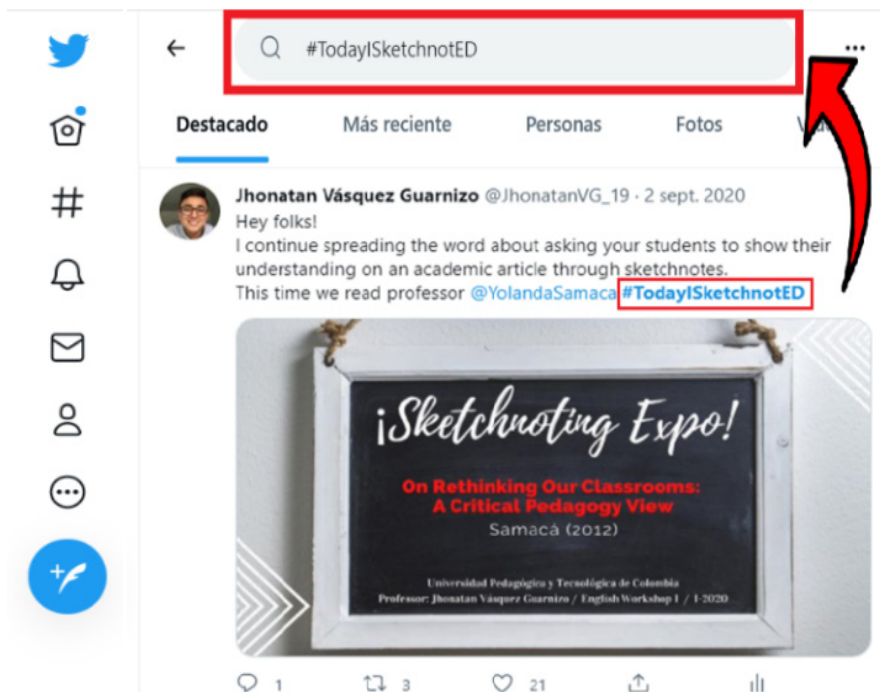 #TodayISketchnotED
Destacado Más reciente Personas Fotos
Jhonatan Vásquez Guarnizo @JhonatanVG_19 · 2 sept. 2020
Hey folks!
I continue spreading the word about asking your students to show their
understanding on an academic article through sketchnotes.
This time we read professor @YolandaSamaca #TodayISketchnotED
¡Sketchnoting Expo!
On Rethinking Our Classrooms:
A Critical Pedagogy View
Samacá (2012)
Universidad Pedagógica y Tecnológica de Colombia
Professor: Jhonatan Vásquez Guarnizo / English Workshop I / I-2020
1 3 21